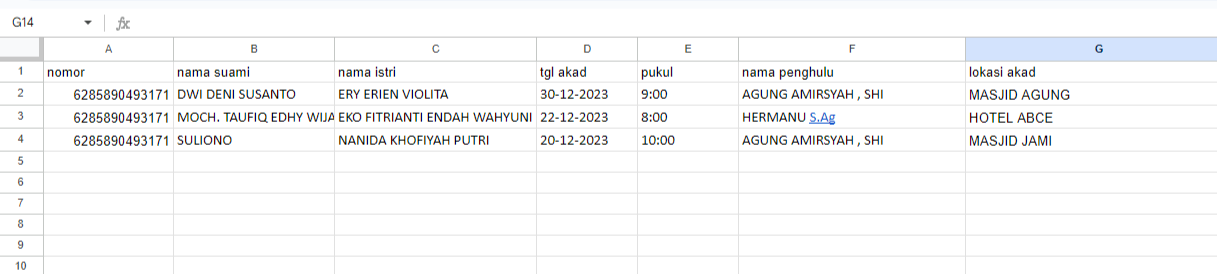 G14 fx
A B C D E F G
1 nomor nama suami nama istri tgl akad pukul nama penghulu lokasi akad
2 6285890493171 DWI DENI SUSANTO ERY ERIEN VIOLITA 30-12-2023 9:00 AGUNG AMIRSYAH , SHI MASJID AGUNG
3 6285890493171 MOCH. TAUFIQ EDHY WIJA EKO FITRIANTI ENDAH WAHYUNI 22-12-2023 8:00 HERMANU S.Ag HOTEL ABCE
4 6285890493171 SULIONO NANIDA KHOFIYAH PUTRI 20-12-2023 10:00 AGUNG AMIRSYAH , SHI MASJID JAMI
5
6
7
8
9
10